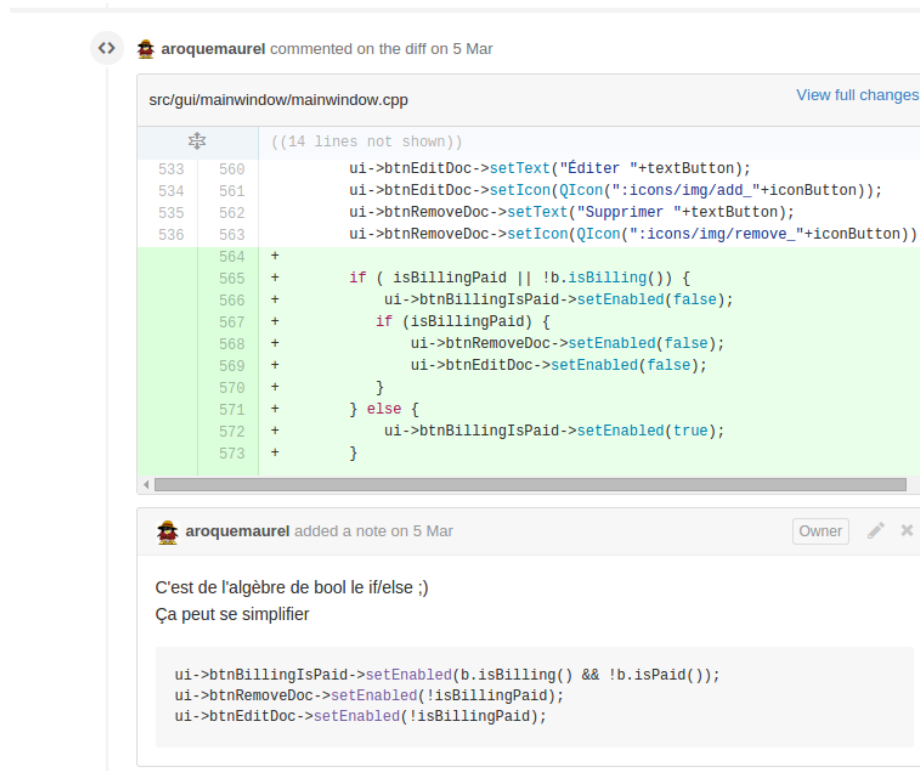 aroquemaurel commented on the diff on 5 Mar
src/gui/mainwindow/mainwindow.cpp View full changes
((14 lines not shown))
533 560 ui->btnEditDoc->setText("Éditer "+textButton);
534 561 ui->btnEditDoc->setIcon(QIcon(":icons/img/add_"+iconButton));
535 562 ui->btnRemoveDoc->setText("Supprimer "+textButton);
536 563 ui->btnRemoveDoc->setIcon(QIcon(":icons/img/remove_"+iconButton))
564 +
565 + if ( isBillingPaid || !b.isBilling()) {
566 + ui->btnBillingIsPaid->setEnabled(false);
567 + if (isBillingPaid) {
568 + ui->btnRemoveDoc->setEnabled(false);
569 + ui->btnEditDoc->setEnabled(false);
570 + }
571 + } else {
572 + ui->btnBillingIsPaid->setEnabled(true);
573 + }
aroquemaurel added a note on 5 Mar Owner
C'est de l'algèbre de bool le if/else ;)
Ça peut se simplifier
ui->btnBillingIsPaid->setEnabled(b.isBilling() && !b.isPaid());
ui->btnRemoveDoc->setEnabled(!isBillingPaid);
ui->btnEditDoc->setEnabled(!isBillingPaid);